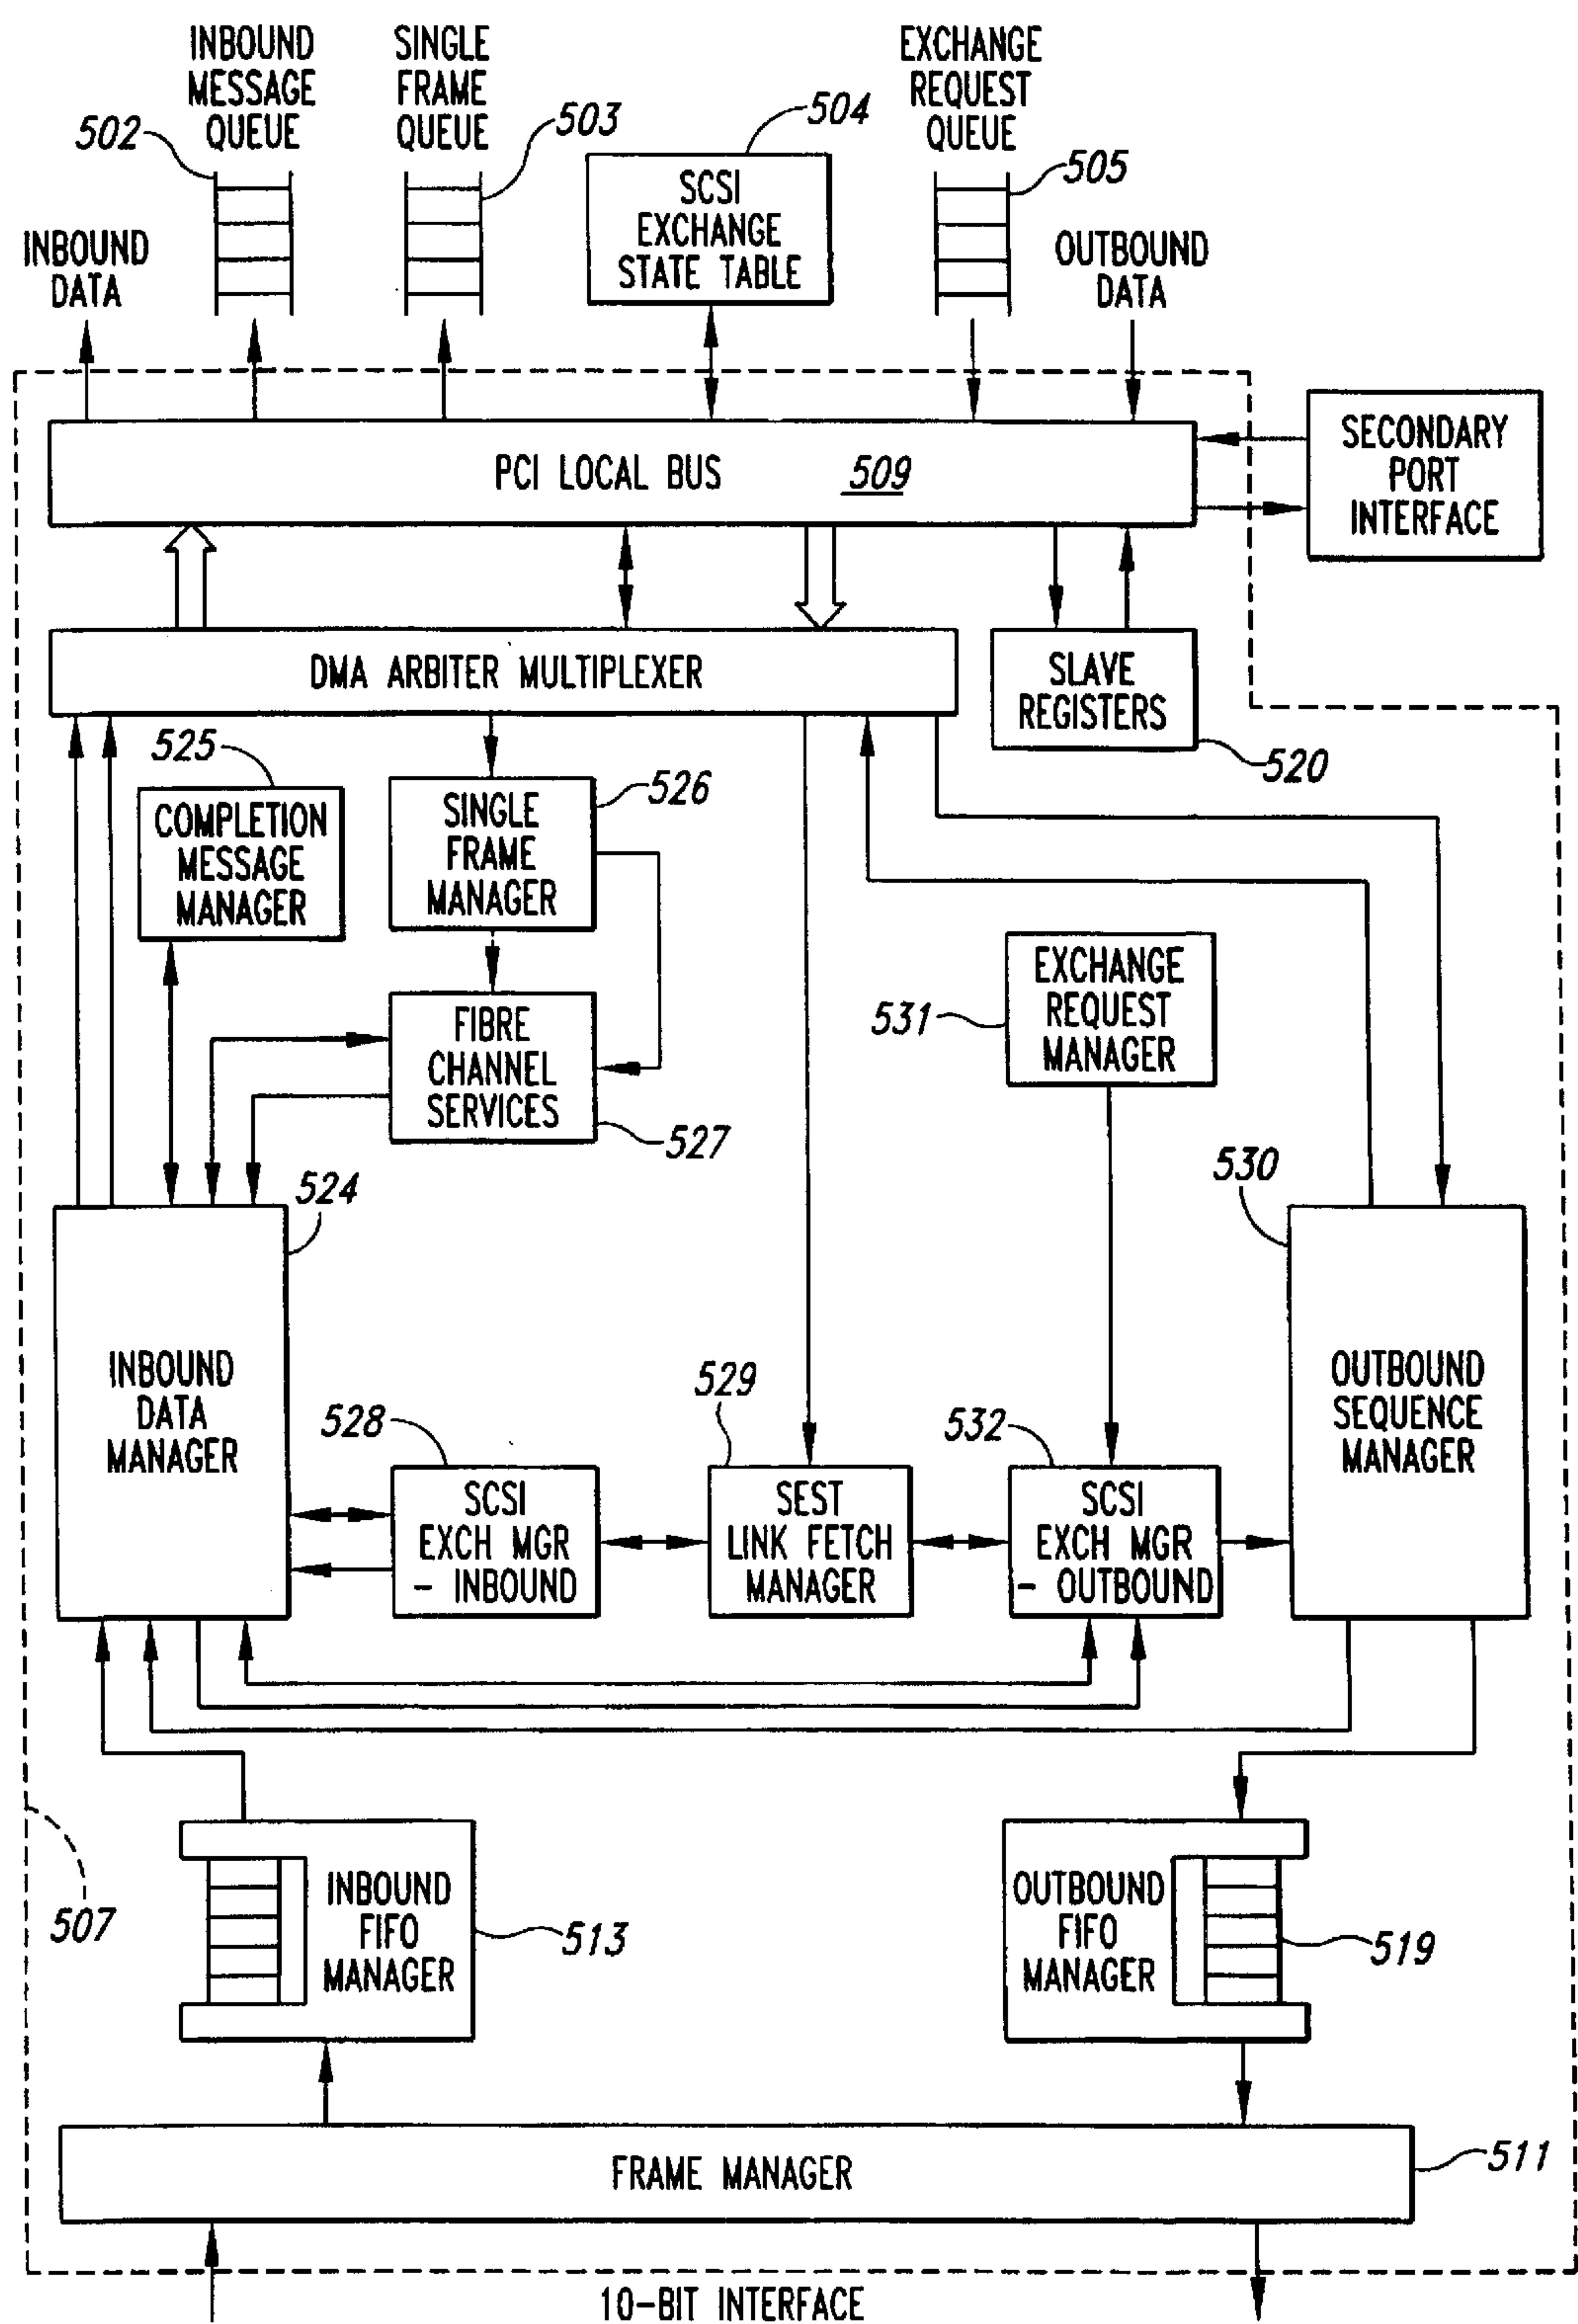 INBOUND
MESSAGE
QUEUE
SINGLE
FRAME
QUEUE
EXCHANGE
REQUEST
QUEUE
502
503
504
505
SCSI
EXCHANGE
STATE TABLE
INBOUND
DATA
OUTBOUND
DATA
PCI LOCAL BUS 509
SECONDARY
PORT
INTERFACE
DMA ARBITER MULTIPLEXER
SLAVE
REGISTERS
520
525
COMPLETION
MESSAGE
MANAGER
526
SINGLE
FRAME
MANAGER
531
EXCHANGE
REQUEST
MANAGER
FIBRE
CHANNEL
SERVICES
527
524
530
INBOUND
DATA
MANAGER
528
SCSI
EXCH MGR
- INBOUND
529
SEST
LINK FETCH
MANAGER
532
SCSI
EXCH MGR
- OUTBOUND
OUTBOUND
SEQUENCE
MANAGER
507
INBOUND
FIFO
MANAGER
513
OUTBOUND
FIFO
MANAGER
519
FRAME MANAGER
511
10-BIT INTERFACE